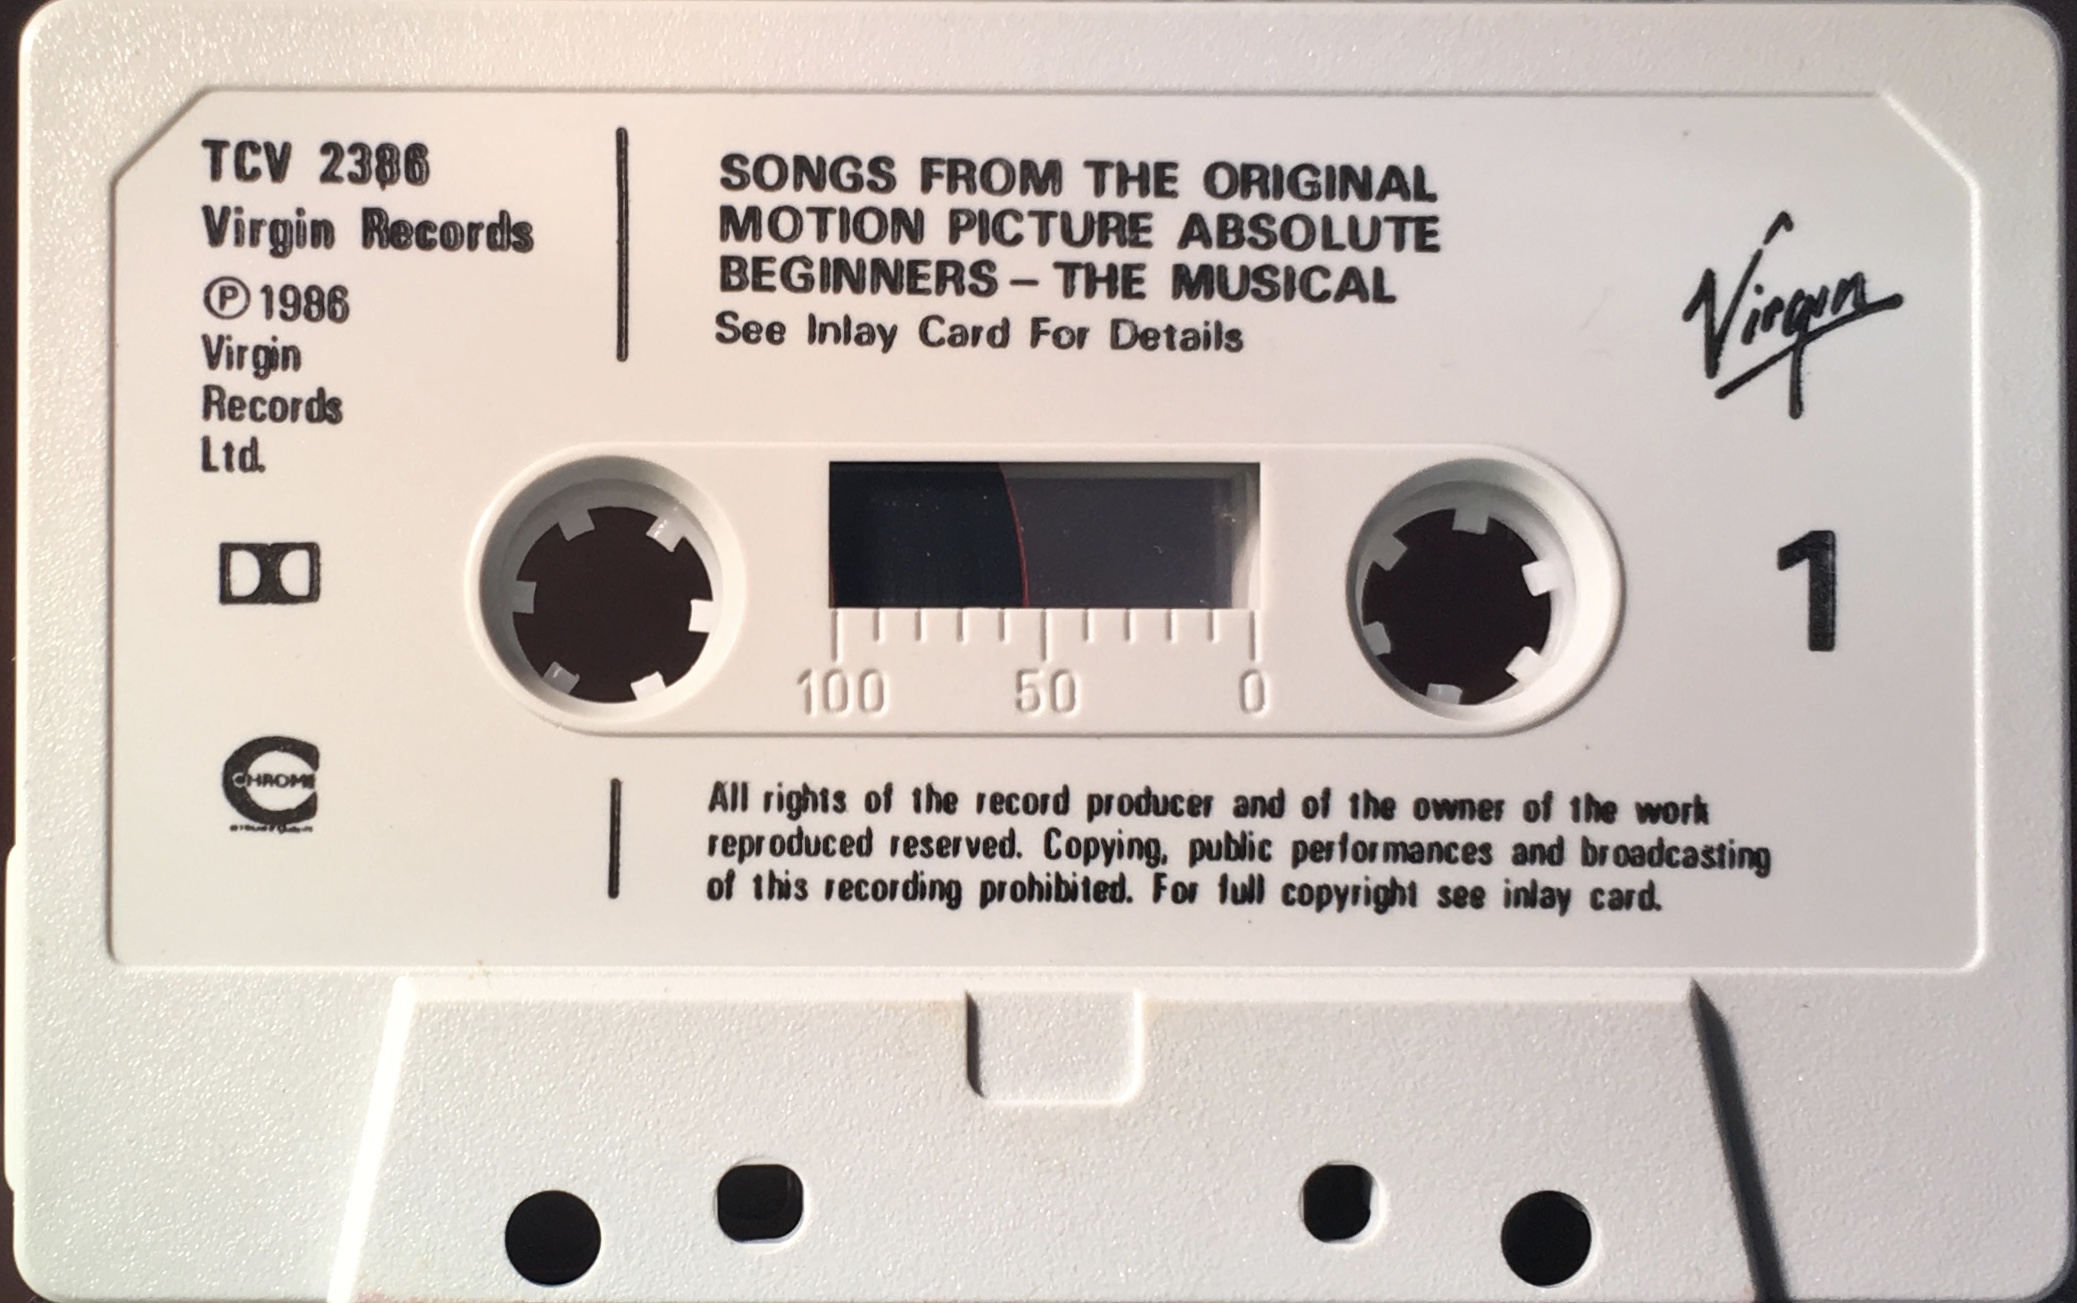 TCV 2386
Virgin Records
Ⓟ 1986
Virgin
Records
Ltd.
SONGS FROM THE ORIGINAL
MOTION PICTURE ABSOLUTE
BEGINNERS – THE MUSICAL
See Inlay Card For Details
Virgin
100 50 0
1
CHROME
All rights of the record producer and of the owner of the work
reproduced reserved. Copying, public performances and broadcasting
of this recording prohibited. For full copyright see inlay card.